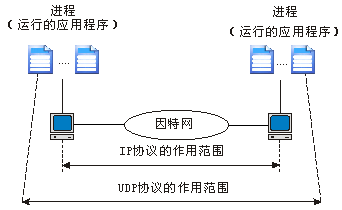 进程
（运行的应用程序）
进程
（运行的应用程序）
....
....
因特网
IP协议的作用范围
UDP协议的作用范围